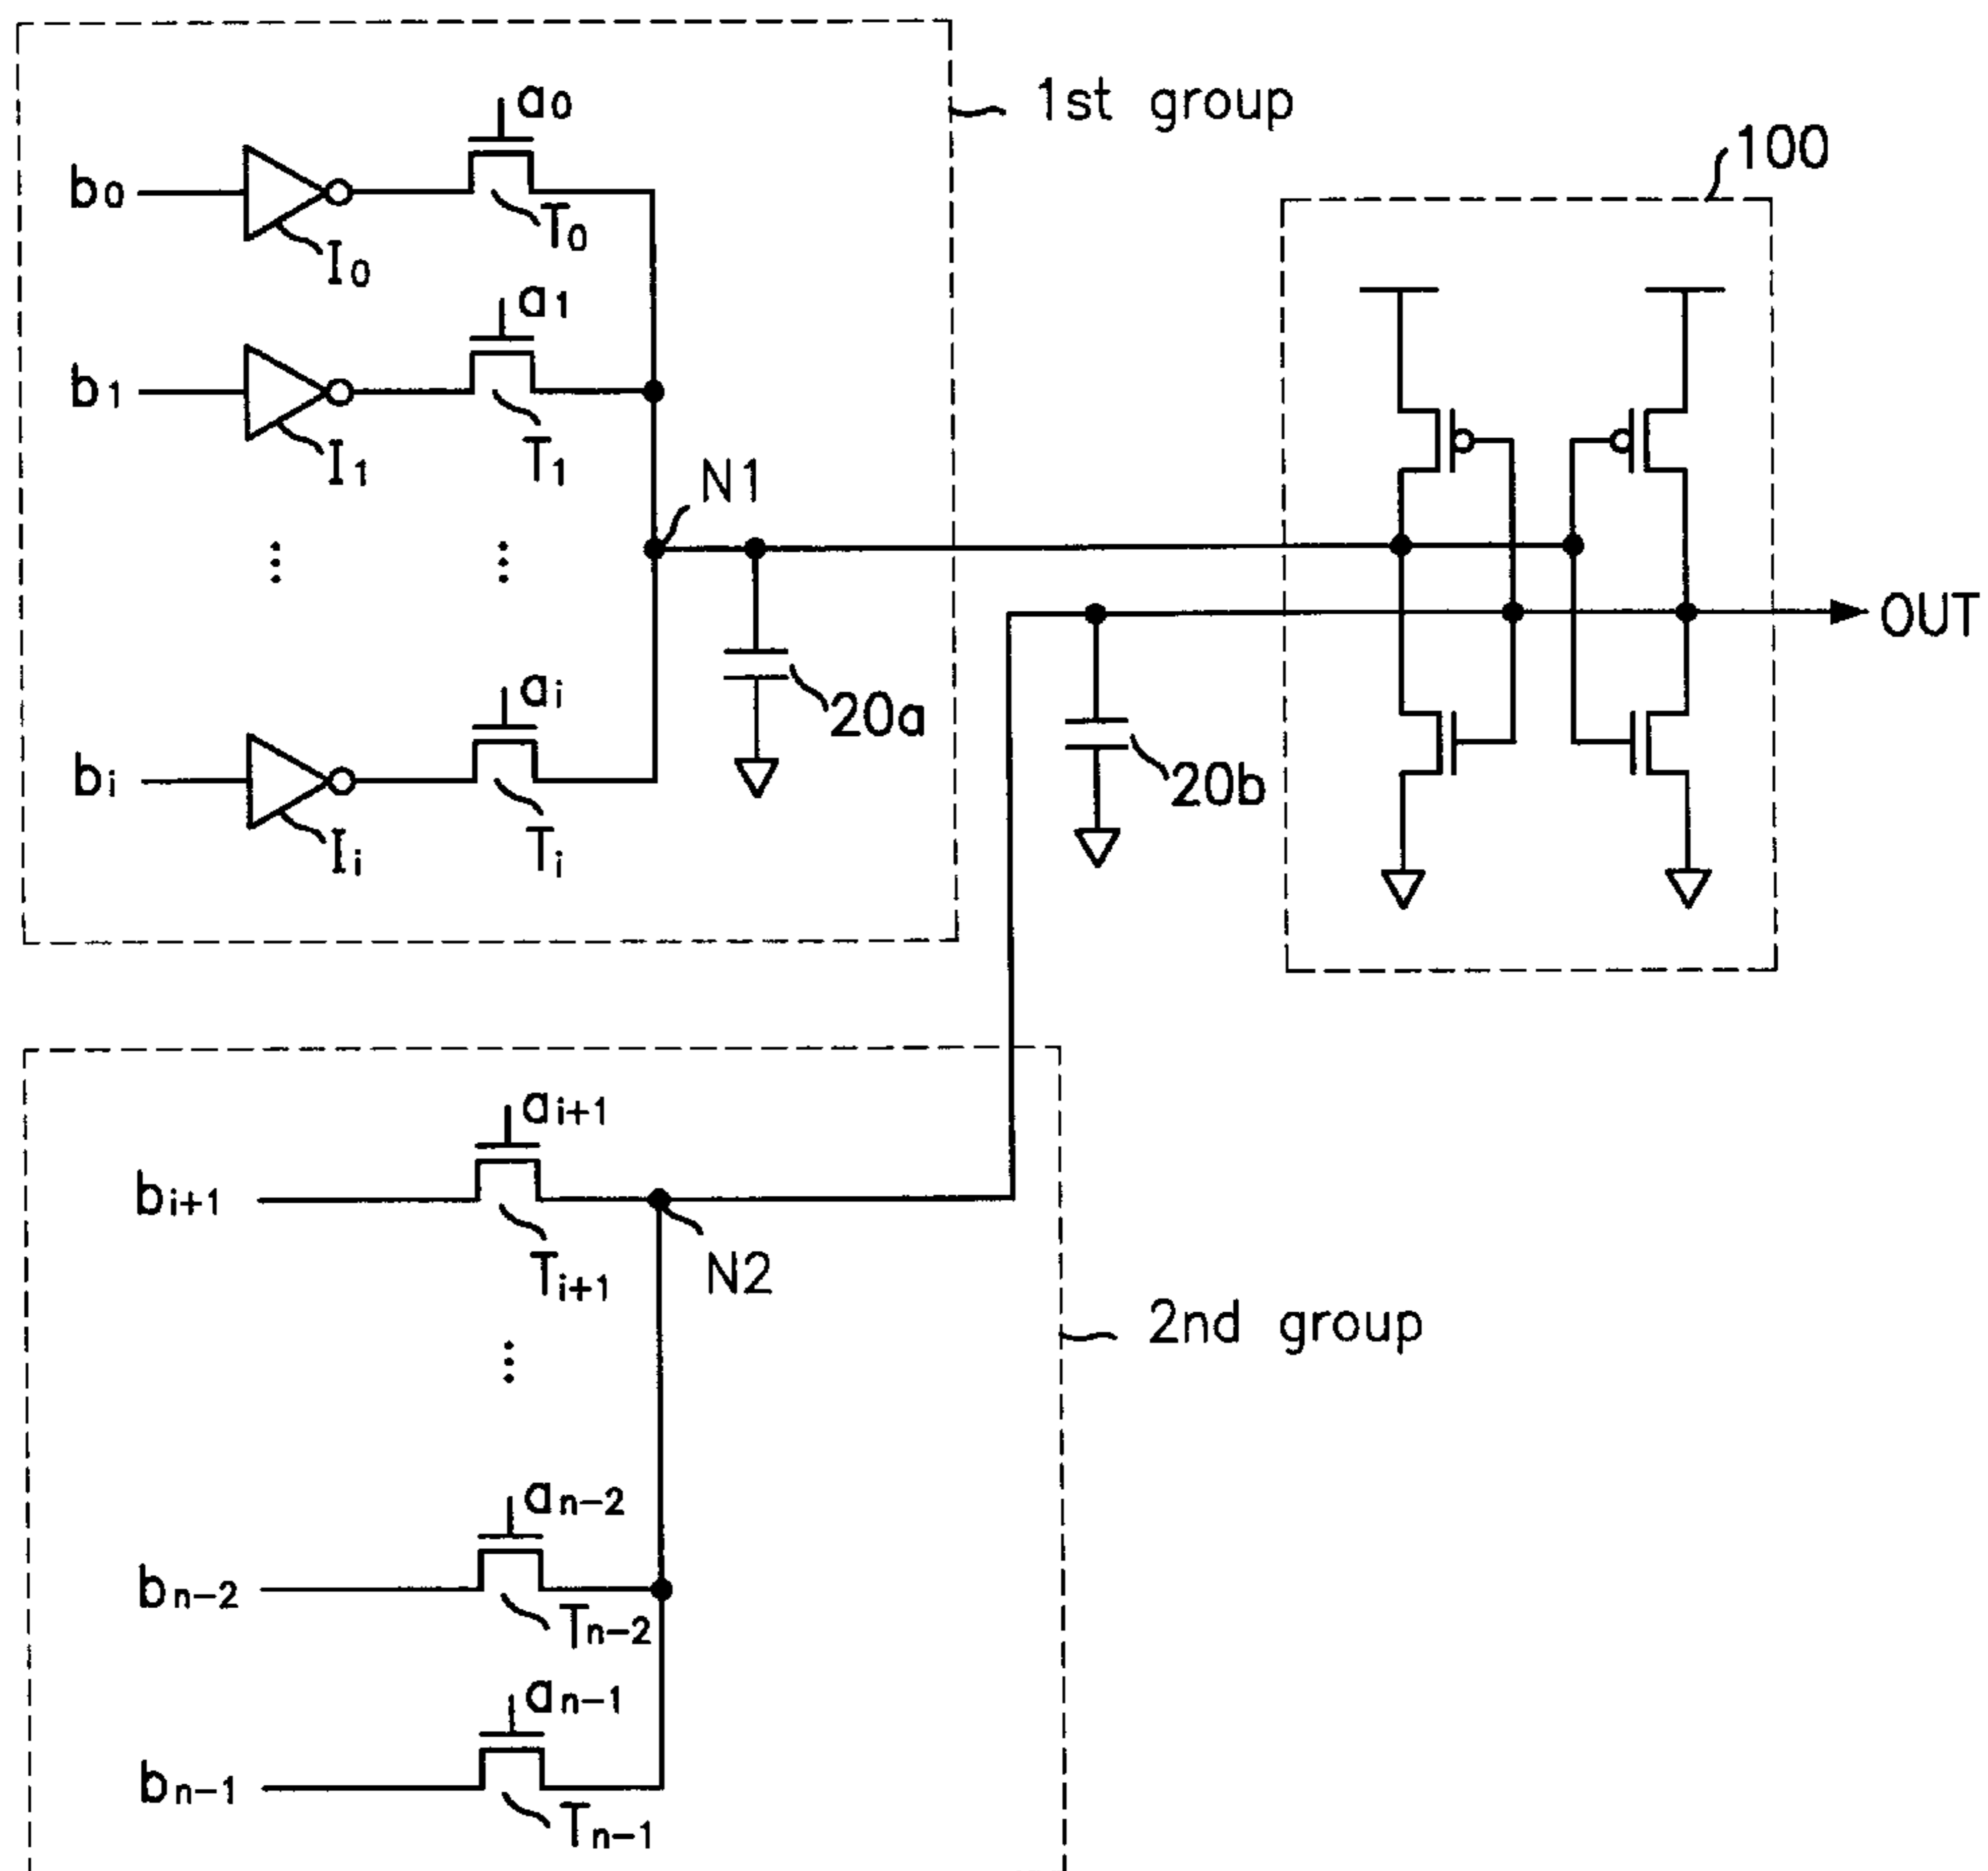 1st group
100
a0
b0
T0
I0
a1
b1
T1
I1
N1
OUT
ai
20a
bi
20b
Ti
Ii
ai+1
bi+1
Ti+1
N2
2nd group
an-2
bn-2
Tn-2
an-1
bn-1
Tn-1